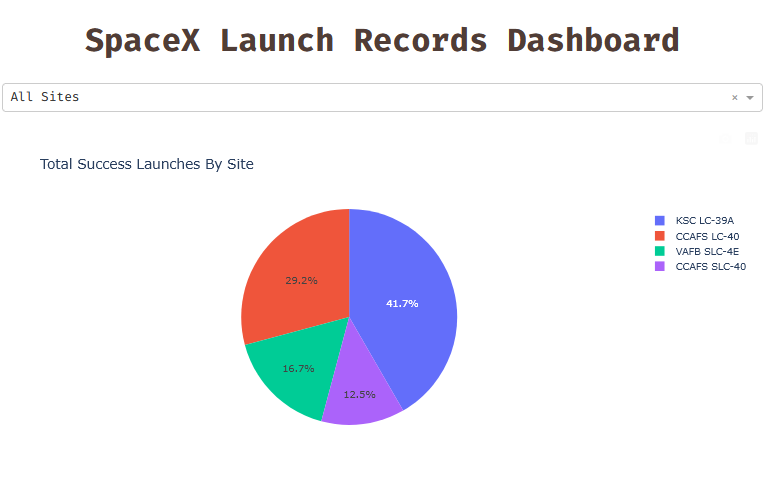 SpaceX Launch Records Dashboard
All Sites
Total Success Launches By Site
KSC LC-39A
CCAFS LC-40
VAFB SLC-4E
CCAFS SLC-40
29.2%
41.7%
16.7%
12.5%